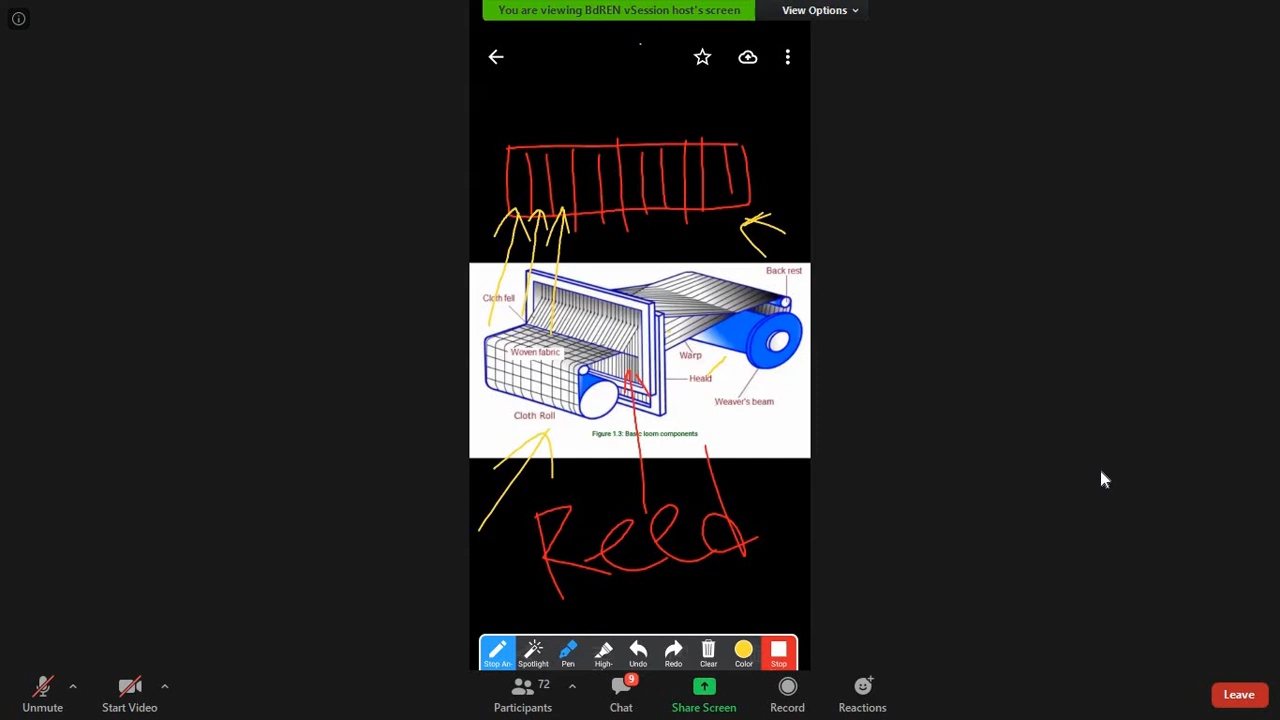 You are viewing BdREN vSession host's screen
View Options
Back rest
Cloth fell
Woven fabric
Warp
Heald
Weaver's beam
Cloth Roll
Figure 1.3: Basic loom components
Reed
Stop An-
Spotlight
Pen
High-
Undo
Redo
Clear
Color
Stop
72
9
Unmute
Start Video
Participants
Chat
Share Screen
Record
Reactions
Leave